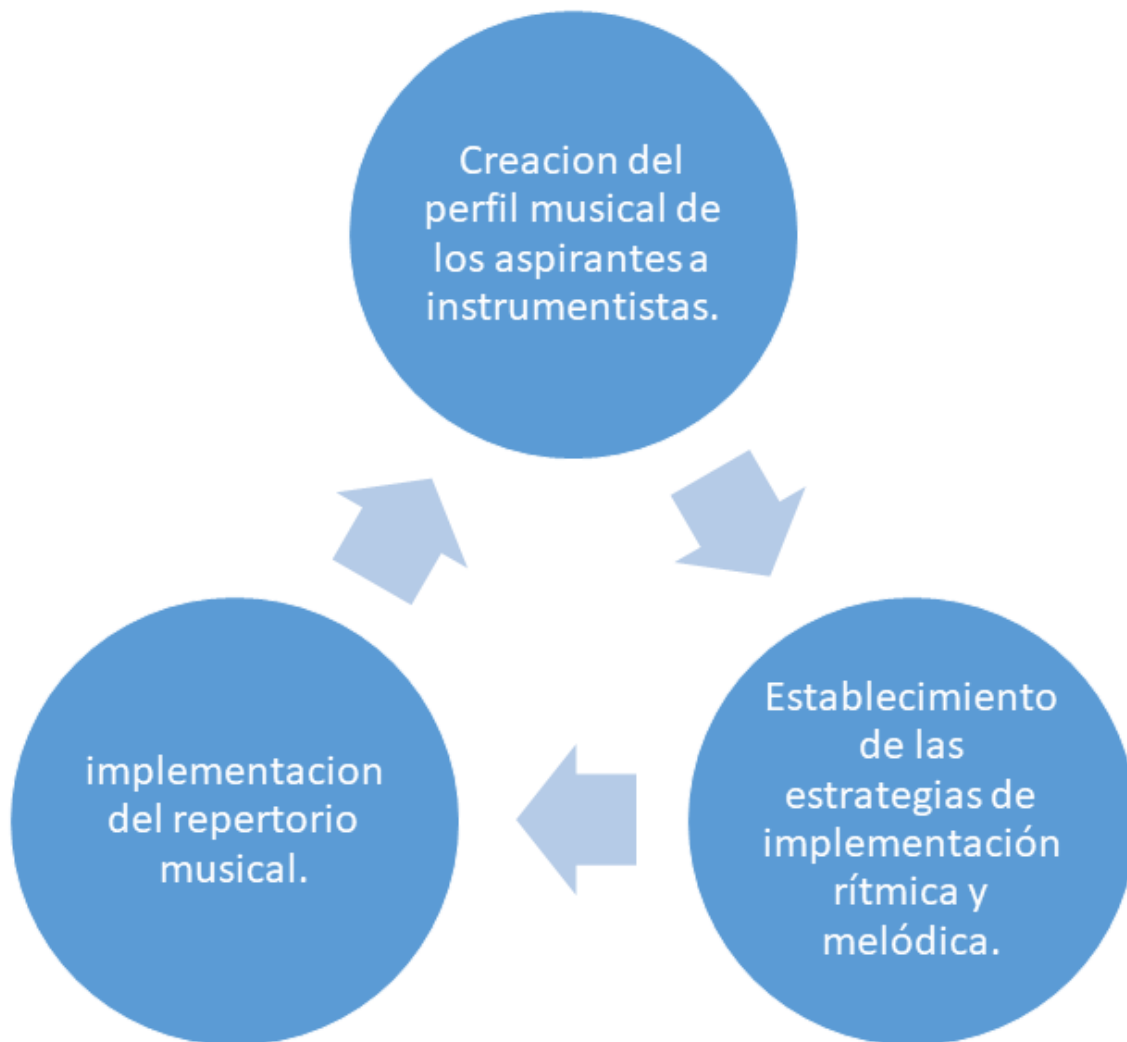 Creacion del
perfil musical de
los aspirantes a
instrumentistas.
Establecimiento
de las
estrategias de
implementación
rítmica y
melódica.
implementacion
del repertorio
musical.